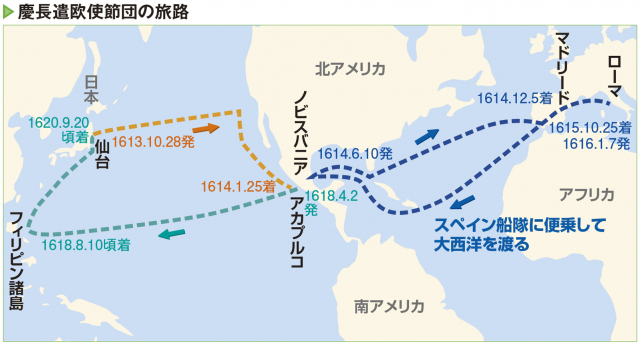 慶長遣欧使節団の旅路
日本
北アメリカ
ノビスパニア
マドリード
ローマ
1614.12.5着
1620.9.20
頃着
1613.10.28発
仙台
1615.10.25着
1616.1.7発
1614.6.10発
1614.1.25着
1618.4.2
発
アカプルコ
アフリカ
スペイン船隊に便乗して
大西洋を渡る
フィリピン諸島
1618.8.10頃着
南アメリカ